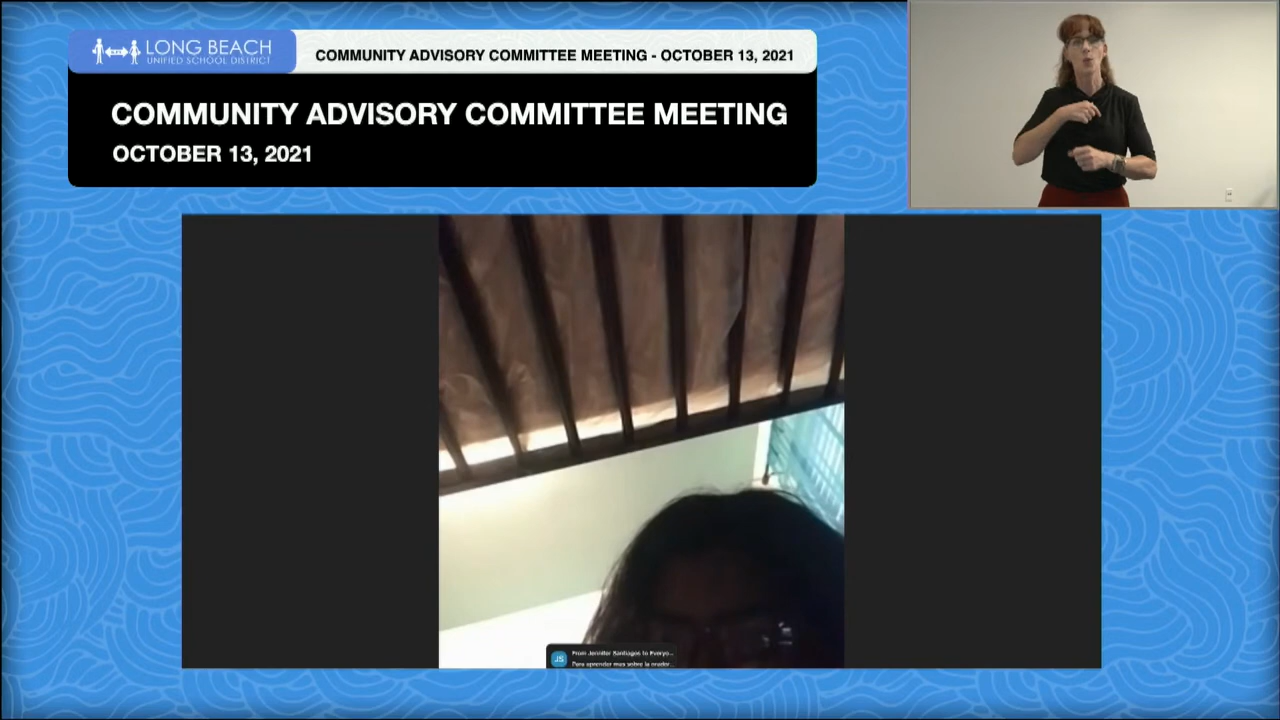 LONG BEACH
UNIFIED SCHOOL DISTRICT
COMMUNITY ADVISORY COMMITTEE MEETING - OCTOBER 13, 2021
COMMUNITY ADVISORY COMMITTEE MEETING
OCTOBER 13, 2021
JS
From Jennifer Santiagos to Everyo...
Para aprender mas sobre la orador...